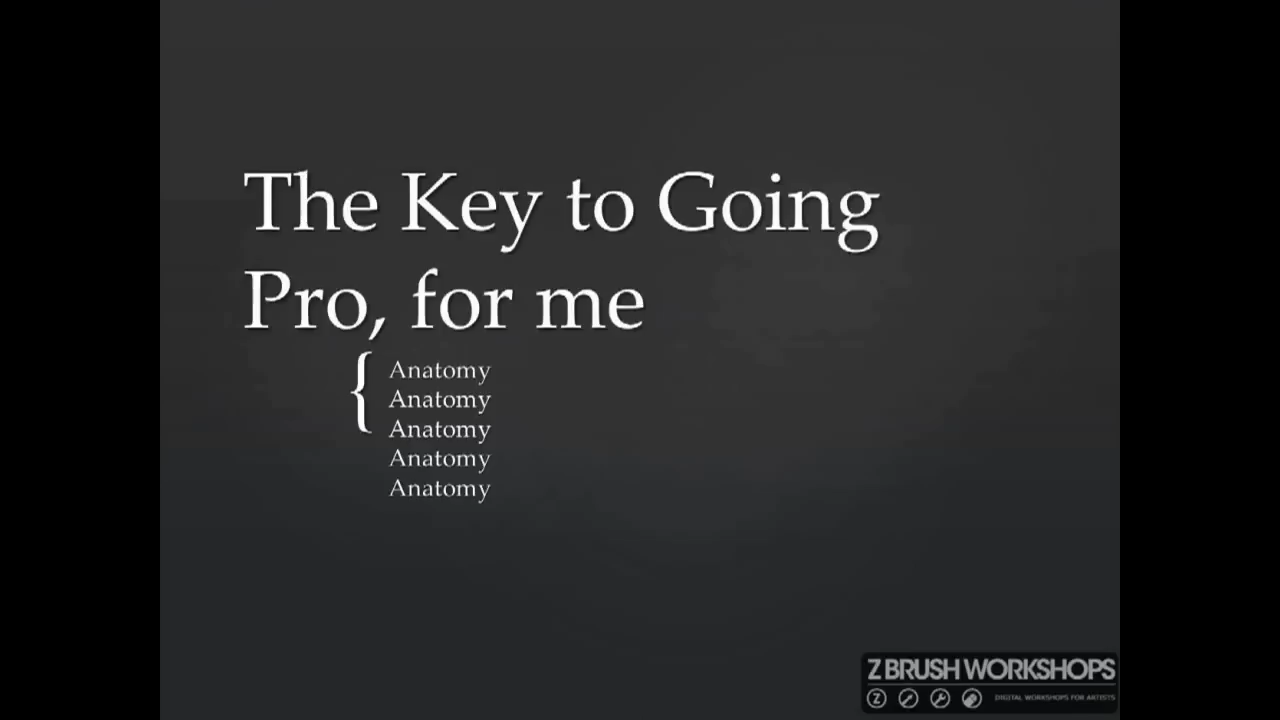 The Key to Going
Pro, for me
{ Anatomy
Anatomy
Anatomy
Anatomy
Anatomy
Z BRUSH WORKSHOPS
Z DIGITAL WORKSHOPS FOR ARTISTS